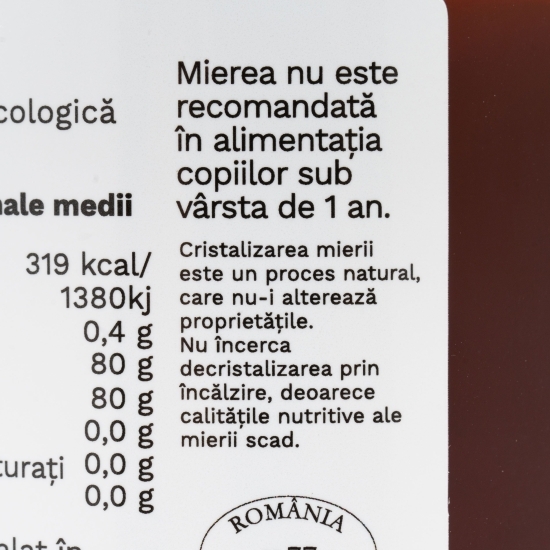 cologică
nale medii
319 kcal/
1380kj
0,4 g
80 g
80 g
0,0 g
turați 0,0 g
0,0 g
Mierea nu este
recomandată
în alimentația
copiilor sub
vârsta de 1 an.
Cristalizarea mierii
este un proces natural,
care nu-i alterează
proprietățile.
Nu încerca
decristalizarea prin
încălzire, deoarece
calitățile nutritive ale
mierii scad.
ROMÂNIA